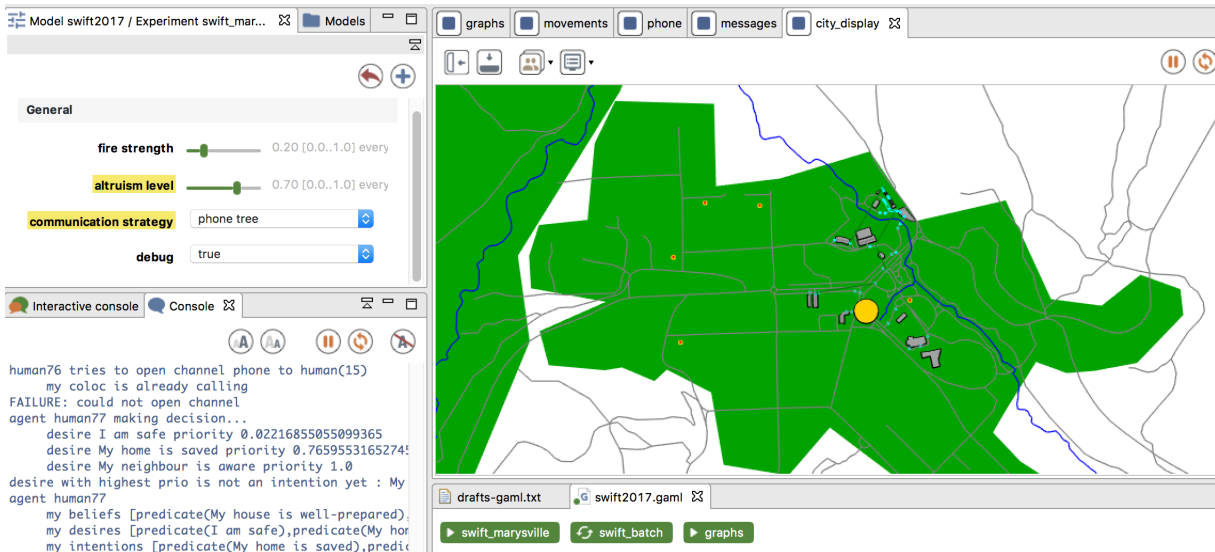 Model swift2017 / Experiment swift_mar...
Models
General
fire strength 0.20 [0.0..1.0] every
altruism level 0.70 [0.0..1.0] every
communication strategy phone tree
debug true
Interactive console
Console
human76 tries to open channel phone to human(15)
my coloc is already calling
FAILURE: could not open channel
agent human77 making decision...
desire I am safe priority 0.02216855055099365
desire My home is saved priority 0.76595531652745
desire My neighbour is aware priority 1.0
desire with highest prio is not an intention yet : My
agent human77
my beliefs [predicate(My house is well-prepared),
my desires [predicate(I am safe),predicate(My hom
my intentions [predicate(My home is saved),predic
graphs
movements
phone
messages
city_display
drafts-gaml.txt
swift2017.gaml
swift_marysville
swift_batch
graphs